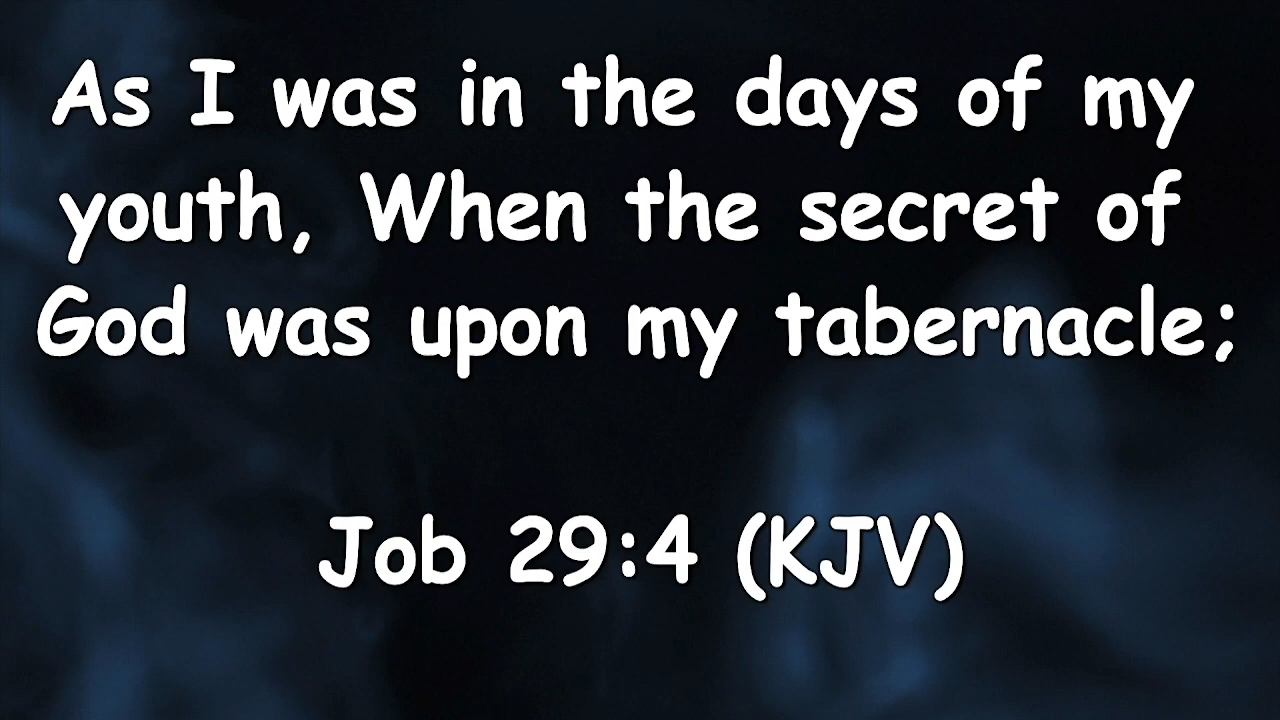 As I was in the days of my
youth, When the secret of
God was upon my tabernacle;
Job 29:4 (KJV)